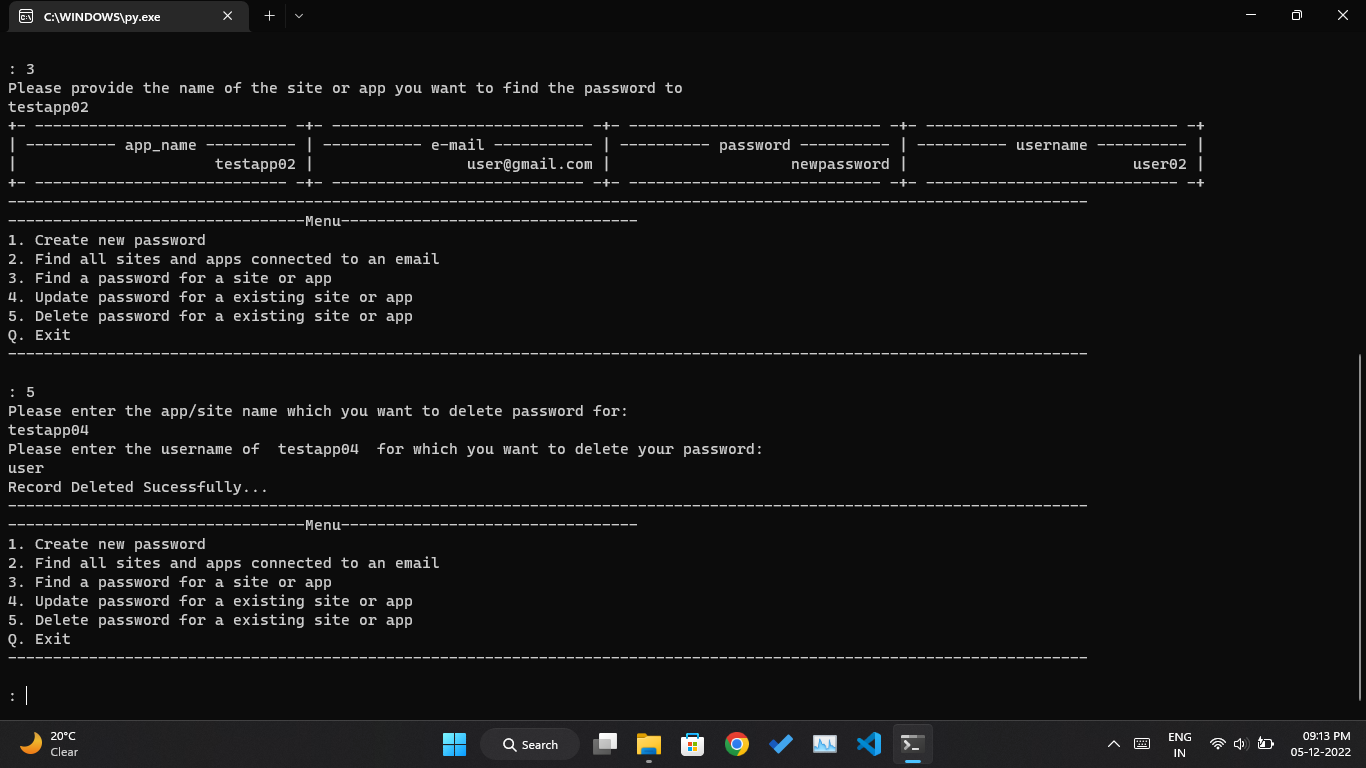 C:\WINDOWS\py.exe
: 3
Please provide the name of the site or app you want to find the password to
testapp02
+- ---------------------------- -+- ---------------------------- -+- ---------------------------- -+- ---------------------------- -+
| ---------- app_name ---------- | ----------- e-mail ----------- | ---------- password ---------- | ---------- username ---------- |
| testapp02 | user@gmail.com | newpassword | user02 |
+- ---------------------------- -+- ---------------------------- -+- ---------------------------- -+- ---------------------------- -+
------------------------------------------------------------------------------------------------------------------------
---------------------------------Menu---------------------------------
1. Create new password
2. Find all sites and apps connected to an email
3. Find a password for a site or app
4. Update password for a existing site or app
5. Delete password for a existing site or app
Q. Exit
------------------------------------------------------------------------------------------------------------------------
: 5
Please enter the app/site name which you want to delete password for:
testapp04
Please enter the username of  testapp04  for which you want to delete your password:
user
Record Deleted Sucessfully...
------------------------------------------------------------------------------------------------------------------------
---------------------------------Menu---------------------------------
1. Create new password
2. Find all sites and apps connected to an email
3. Find a password for a site or app
4. Update password for a existing site or app
5. Delete password for a existing site or app
Q. Exit
------------------------------------------------------------------------------------------------------------------------
:
20°C
Clear
Search
ENG
IN
09:13 PM
05-12-2022